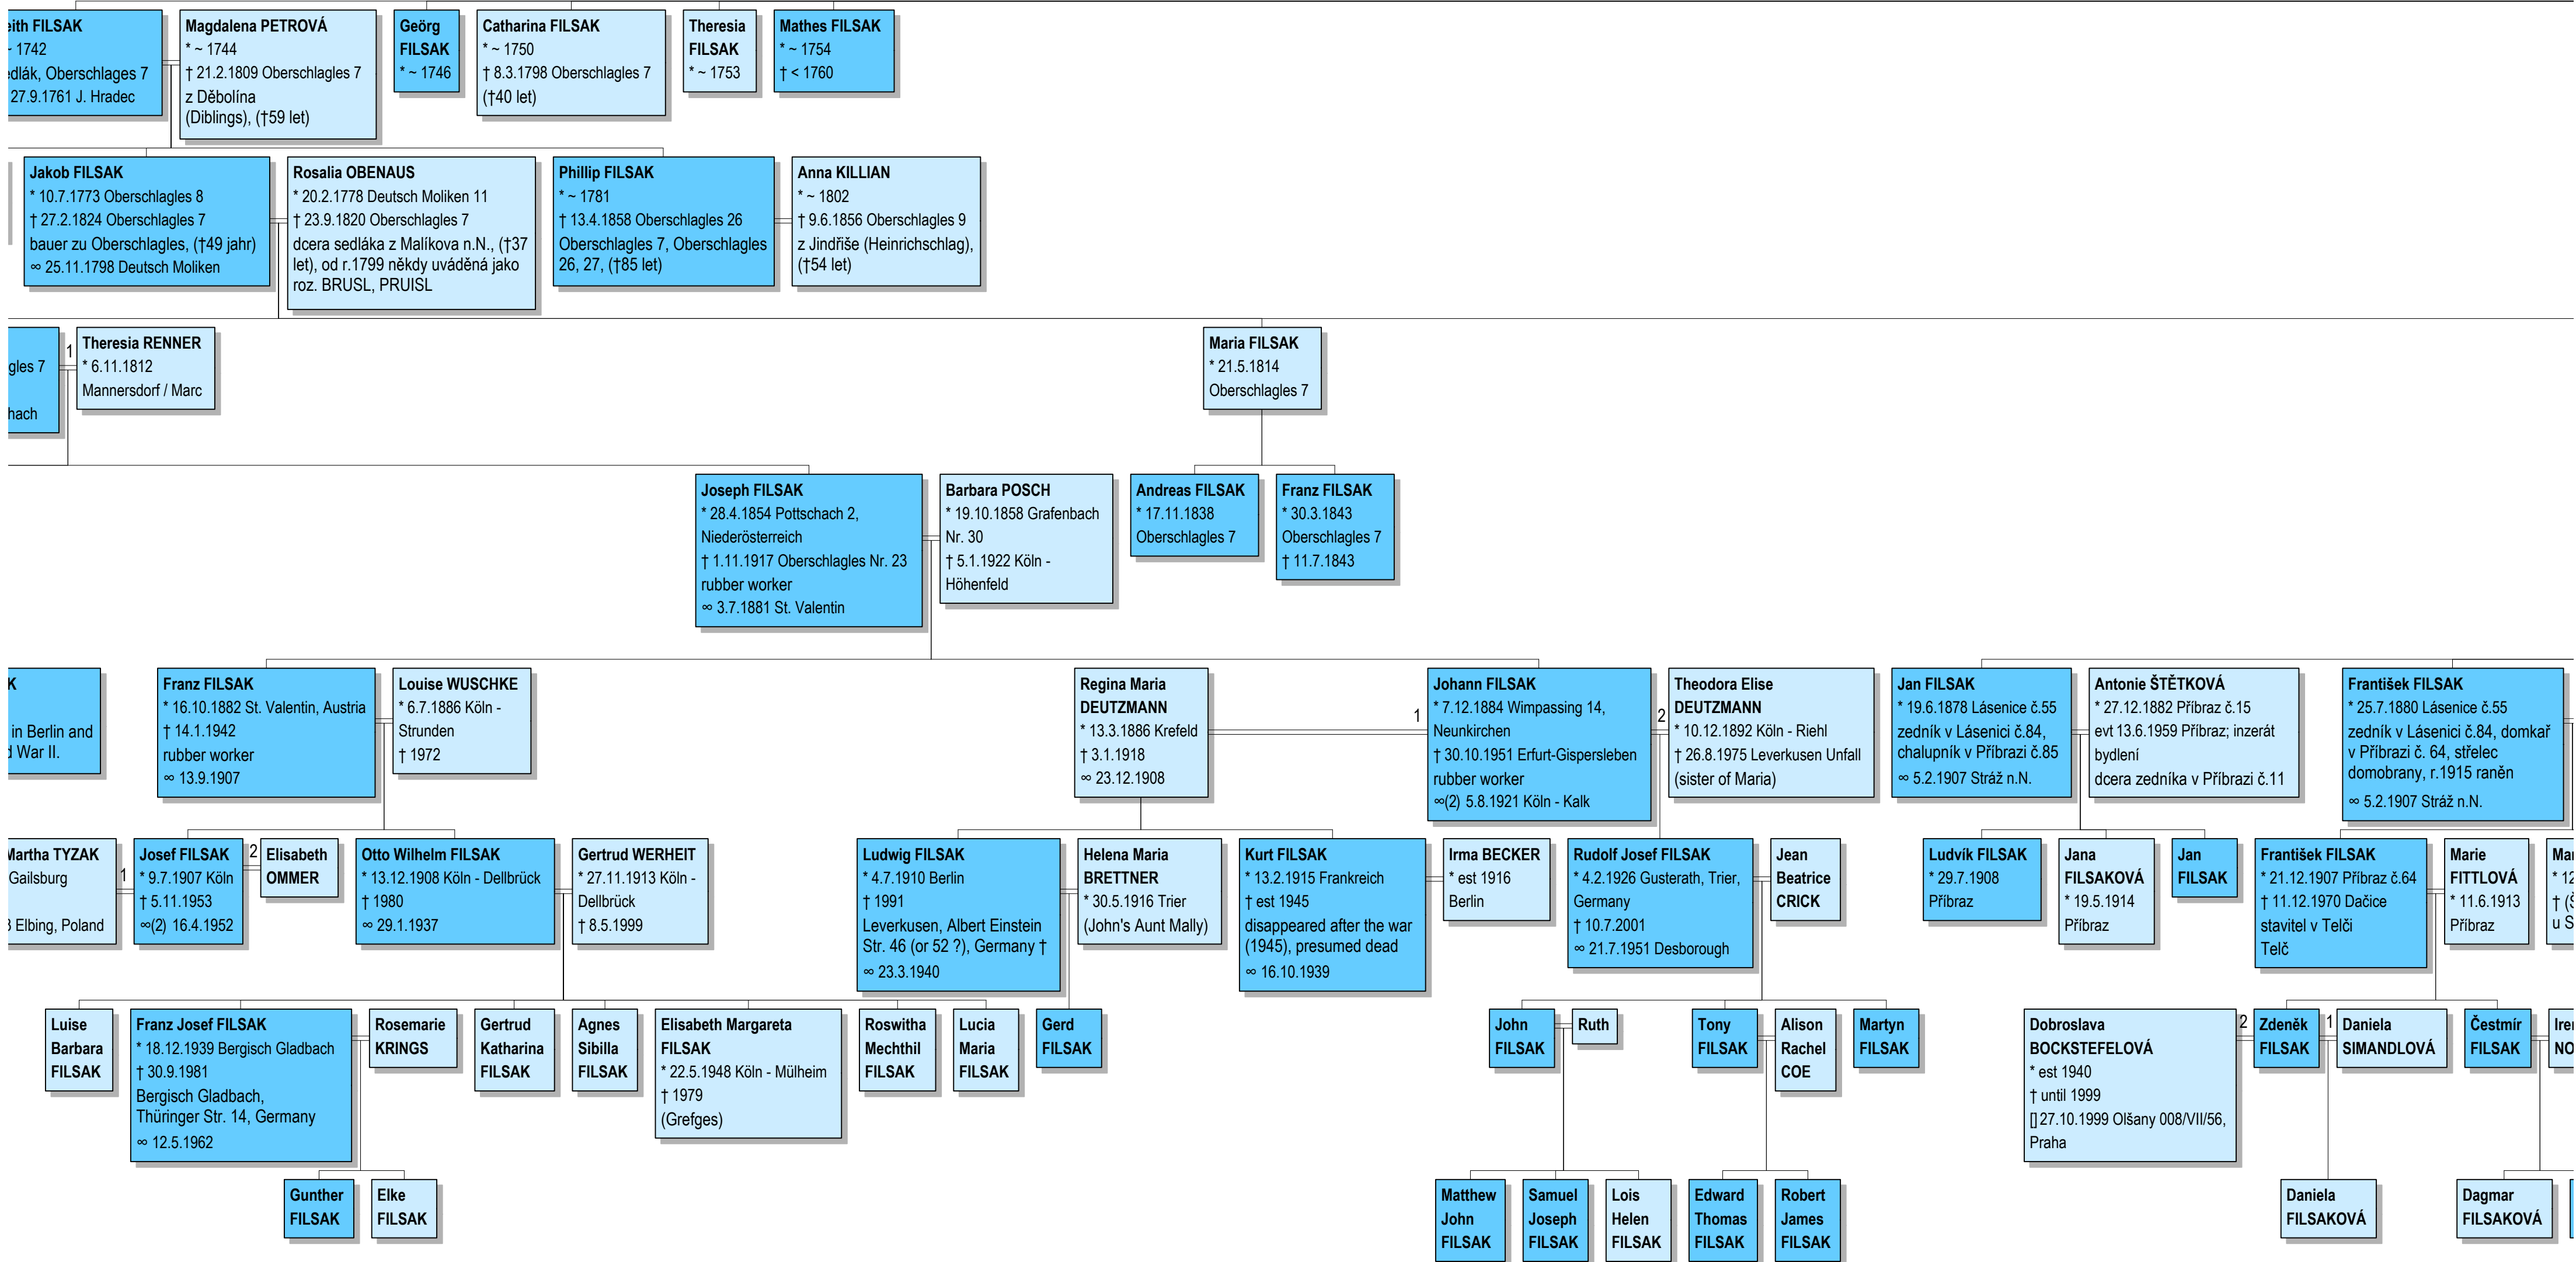 eith FILSAK
~ 1742
edlák, Oberschlages 7
27.9.1761 J. Hradec
Magdalena PETROVÁ
* ~ 1744
† 21.2.1809 Oberschlagles 7
z Děbolína
(Diblings), (†59 let)
Geörg
FILSAK
* ~ 1746
Catharina FILSAK
* ~ 1750
† 8.3.1798 Oberschlagles 7
(†40 let)
Theresia
FILSAK
* ~ 1753
Mathes FILSAK
* ~ 1754
† < 1760
Jakob FILSAK
* 10.7.1773 Oberschlagles 8
† 27.2.1824 Oberschlagles 7
bauer zu Oberschlagles, (†49 jahr)
∞ 25.11.1798 Deutsch Moliken
Rosalia OBENAUS
* 20.2.1778 Deutsch Moliken 11
† 23.9.1820 Oberschlagles 7
dcera sedláka z Malíkova n.N., (†37
let), od r.1799 někdy uváděná jako
roz. BRUSL, PRUISL
Phillip FILSAK
* ~ 1781
† 13.4.1858 Oberschlagles 26
Oberschlagles 7, Oberschlagles
26, 27, (†85 let)
Anna KILLIAN
* ~ 1802
† 9.6.1856 Oberschlagles 9
z Jindřiše (Heinrichschlag),
(†54 let)
gles 7
hach
1
Theresia RENNER
* 6.11.1812
Mannersdorf / Marc
Maria FILSAK
* 21.5.1814
Oberschlagles 7
Joseph FILSAK
* 28.4.1854 Pottschach 2,
Niederösterreich
† 1.11.1917 Oberschlagles Nr. 23
rubber worker
∞ 3.7.1881 St. Valentin
Barbara POSCH
* 19.10.1858 Grafenbach
Nr. 30
† 5.1.1922 Köln -
Höhenfeld
Andreas FILSAK
* 17.11.1838
Oberschlagles 7
Franz FILSAK
* 30.3.1843
Oberschlagles 7
† 11.7.1843
K
in Berlin and
d War II.
Franz FILSAK
* 16.10.1882 St. Valentin, Austria
† 14.1.1942
rubber worker
∞ 13.9.1907
Louise WUSCHKE
* 6.7.1886 Köln -
Strunden
† 1972
Regina Maria
DEUTZMANN
* 13.3.1886 Krefeld
† 3.1.1918
∞ 23.12.1908
1
Johann FILSAK
* 7.12.1884 Wimpassing 14,
Neunkirchen
† 30.10.1951 Erfurt-Gispersleben
rubber worker
∞(2) 5.8.1921 Köln - Kalk
2
Theodora Elise
DEUTZMANN
* 10.12.1892 Köln - Riehl
† 26.8.1975 Leverkusen Unfall
(sister of Maria)
Jan FILSAK
* 19.6.1878 Lásenice č.55
zedník v Lásenici č.84,
chalupník v Příbrazi č.85
∞ 5.2.1907 Stráž n.N.
Antonie ŠTĚTKOVÁ
* 27.12.1882 Příbraz č.15
evt 13.6.1959 Příbraz; inzerát
bydlení
dcera zedníka v Příbrazi č.11
František FILSAK
* 25.7.1880 Lásenice č.55
zedník v Lásenici č.84, domkař
v Příbrazi č. 64, střelec
domobrany, r.1915 raněn
∞ 5.2.1907 Stráž n.N.
Martha TYZAK
Gailsburg
3 Elbing, Poland
1
Josef FILSAK
* 9.7.1907 Köln
† 5.11.1953
∞(2) 16.4.1952
2
Elisabeth
OMMER
Otto Wilhelm FILSAK
* 13.12.1908 Köln - Dellbrück
† 1980
∞ 29.1.1937
Gertrud WERHEIT
* 27.11.1913 Köln -
Dellbrück
† 8.5.1999
Ludwig FILSAK
* 4.7.1910 Berlin
† 1991
Leverkusen, Albert Einstein
Str. 46 (or 52 ?), Germany †
∞ 23.3.1940
Helena Maria
BRETTNER
* 30.5.1916 Trier
(John's Aunt Mally)
Kurt FILSAK
* 13.2.1915 Frankreich
† est 1945
disappeared after the war
(1945), presumed dead
∞ 16.10.1939
Irma BECKER
* est 1916
Berlin
Rudolf Josef FILSAK
* 4.2.1926 Gusterath, Trier,
Germany
† 10.7.2001
∞ 21.7.1951 Desborough
Jean
Beatrice
CRICK
Ludvík FILSAK
* 29.7.1908
Příbraz
Jana
FILSAKOVÁ
* 19.5.1914
Příbraz
Jan
FILSAK
František FILSAK
* 21.12.1907 Příbraz č.64
† 11.12.1970 Dačice
stavitel v Telči
Telč
Marie
FITTLOVÁ
* 11.6.1913
Příbraz
Mar
* 12
† (Š
u S
Luise
Barbara
FILSAK
Franz Josef FILSAK
* 18.12.1939 Bergisch Gladbach
† 30.9.1981
Bergisch Gladbach,
Thüringer Str. 14, Germany
∞ 12.5.1962
Rosemarie
KRINGS
Gertrud
Katharina
FILSAK
Agnes
Sibilla
FILSAK
Elisabeth Margareta
FILSAK
* 22.5.1948 Köln - Mülheim
† 1979
(Grefges)
Roswitha
Mechthil
FILSAK
Lucia
Maria
FILSAK
Gerd
FILSAK
John
FILSAK
Ruth
Tony
FILSAK
Alison
Rachel
COE
Martyn
FILSAK
Dobroslava
BOCKSTEFELOVÁ
* est 1940
† until 1999
[] 27.10.1999 Olšany 008/VII/56,
Praha
2
Zdeněk
FILSAK
1
Daniela
SIMANDLOVÁ
Čestmír
FILSAK
Iren
NO
Gunther
FILSAK
Elke
FILSAK
Matthew
John
FILSAK
Samuel
Joseph
FILSAK
Lois
Helen
FILSAK
Edward
Thomas
FILSAK
Robert
James
FILSAK
Daniela
FILSAKOVÁ
Dagmar
FILSAKOVÁ